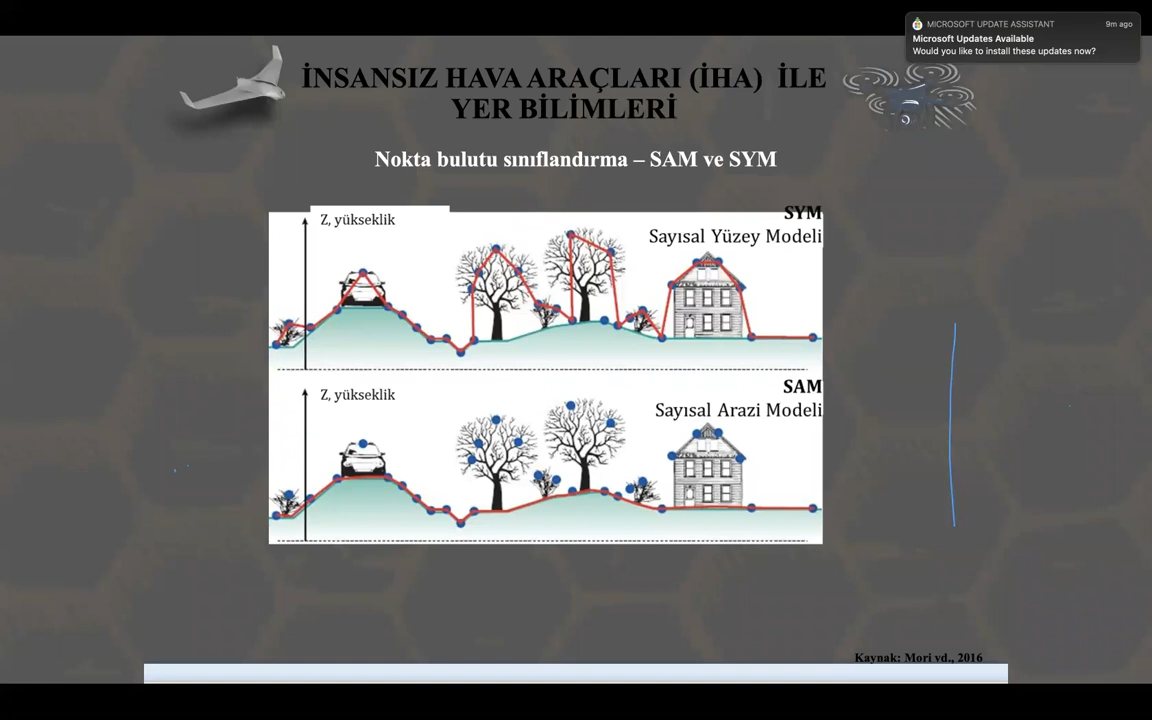 MICROSOFT UPDATE ASSISTANT 9m ago
Microsoft Updates Available
Would you like to install these updates now?
İNSANSIZ HAVA ARAÇLARI (İHA) İLE
YER BİLİMLERİ
Nokta bulutu sınıflandırma – SAM ve SYM
Z, yükseklik
SYM
Sayısal Yüzey Modeli
Z, yükseklik
SAM
Sayısal Arazi Modeli
Kaynak: Mori vd., 2016